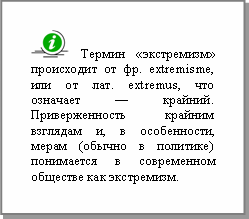 Термин «экстремизм»
происходит от фр. extremisme,
или от лат. extremus, что
означает — крайний.
Приверженность крайним
взглядам и, в особенности,
мерам (обычно в политике)
понимается в современном
обществе как экстремизм.